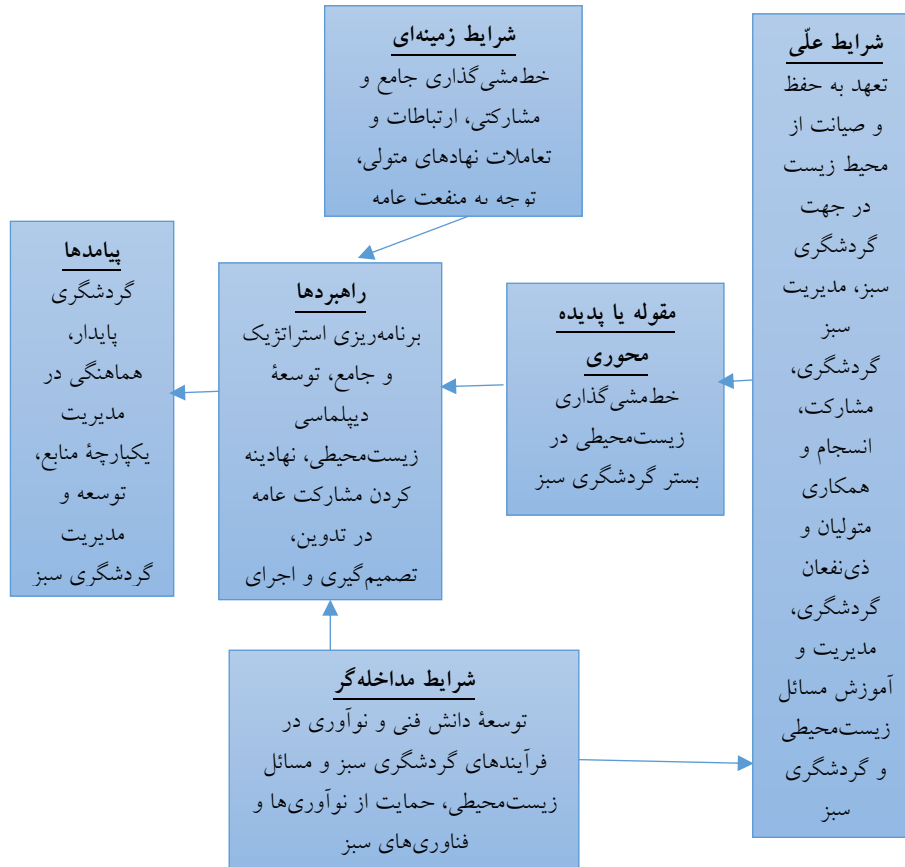 شرایط زمینه‌ای
خط‌مشی‌گذاری جامع و
مشارکتی، ارتباطات و
تعاملات نهادهای متولی،
توجه به منفعت عامه
شرایط علّی
تعهد به حفظ
و صیانت از
محیط زیست
در جهت
گردشگری
سبز، مدیریت
سبز
گردشگری،
مشارکت،
انسجام و
همکاری
متولیان و
ذی‌نفعان
گردشگری،
مدیریت و
آموزش مسائل
زیست‌محیطی
و گردشگری
سبز
مقوله یا پدیده
محوری
خط‌مشی‌گذاری
زیست‌محیطی در
بستر گردشگری سبز
راهبردها
برنامه‌ریزی استراتژیک
و جامع، توسعهٔ
دیپلماسی
زیست‌محیطی، نهادینه
کردن مشارکت عامه
در تدوین،
تصمیم‌گیری و اجرای
پیامدها
گردشگری
پایدار،
هماهنگی در
مدیریت
یکپارچهٔ منابع،
توسعه و
مدیریت
گردشگری سبز
شرایط مداخله‌گر
توسعهٔ دانش فنی و نوآوری در
فرآیندهای گردشگری سبز و مسائل
زیست‌محیطی، حمایت از نوآوری‌ها و
فناوری‌های سبز